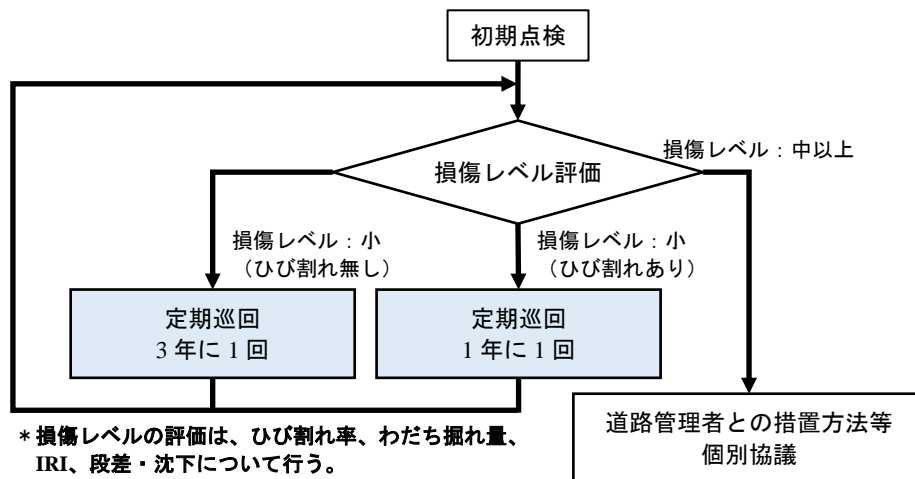 初期点検
損傷レベル：中以上
損傷レベル評価
損傷レベル：小
（ひび割れ無し）
損傷レベル：小
（ひび割れあり）
定期巡回
3 年に 1 回
定期巡回
1 年に 1 回
道路管理者との措置方法等
個別協議
＊損傷レベルの評価は、ひび割れ率、わだち掘れ量、
IRI、段差・沈下について行う。